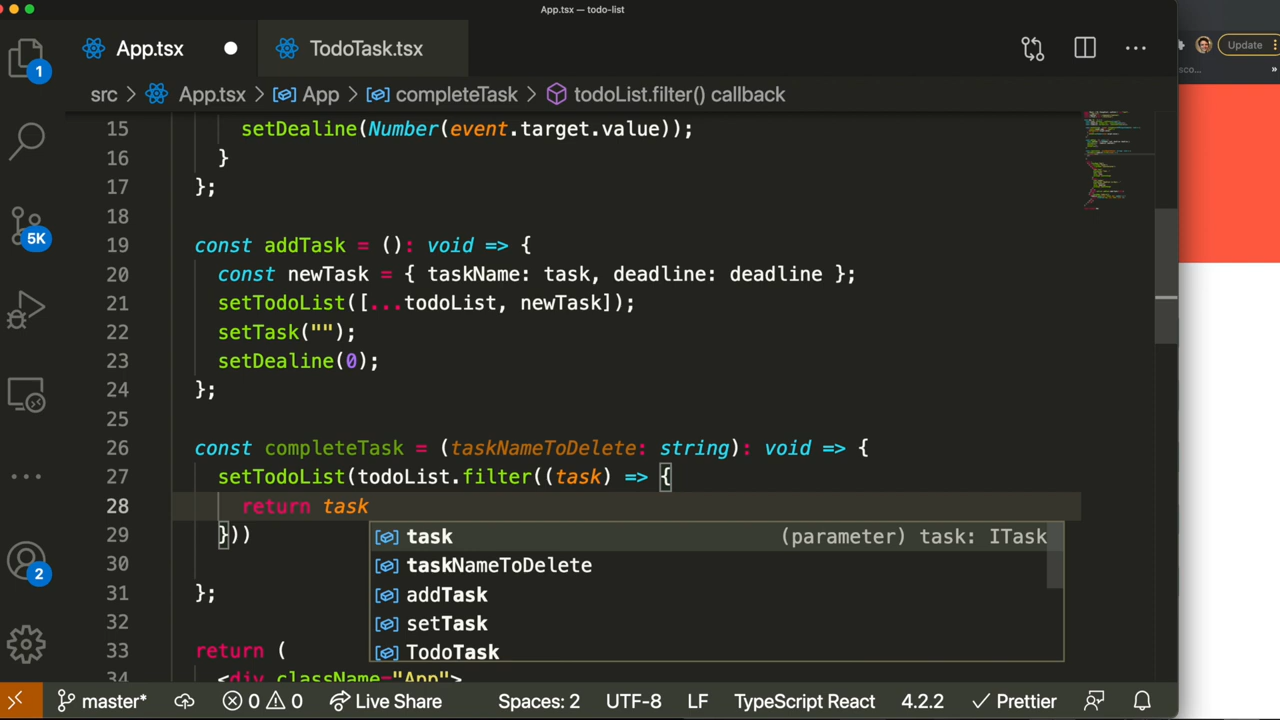 App.tsx — todo-list
App.tsx
TodoTask.tsx
Update
sco... »
1
src > App.tsx > App > completeTask > todoList.filter() callback
15 setDealine(Number(event.target.value));
16 }
17 };
18
19 const addTask = (): void => {
20 const newTask = { taskName: task, deadline: deadline };
21 setTodoList([...todoList, newTask]);
22 setTask("");
23 setDealine(0);
24 };
25
26 const completeTask = (taskNameToDelete: string): void => {
27 setTodoList(todoList.filter((task) => {
28 return task
29 }))
30
31 };
32
33 return (
34 <div className="App">
task (parameter) task: ITask
taskNameToDelete
addTask
setTask
TodoTask
5K
2
master* 0 0 Live Share Spaces: 2 UTF-8 LF TypeScript React 4.2.2 Prettier